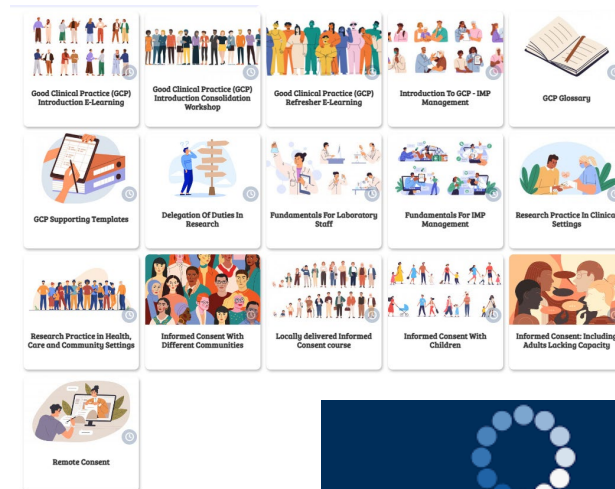 Good Clinical Practice (GCP)
Introduction E-Learning
Good Clinical Practice (GCP)
Introduction Consolidation
Workshop
Good Clinical Practice (GCP)
Refresher E-Learning
Introduction To GCP - IMP
Management
GCP Glossary
GCP Supporting Templates
Delegation Of Duties In
Research
Fundamentals For Laboratory
Staff
Fundamentals For IMP
Management
Research Practice In Clinical
Settings
Research Practice in Health,
Care and Community Settings
Informed Consent With
Different Communities
Locally delivered Informed
Consent course
Informed Consent With
Children
Informed Consent: Including
Adults Lacking Capacity
Remote Consent